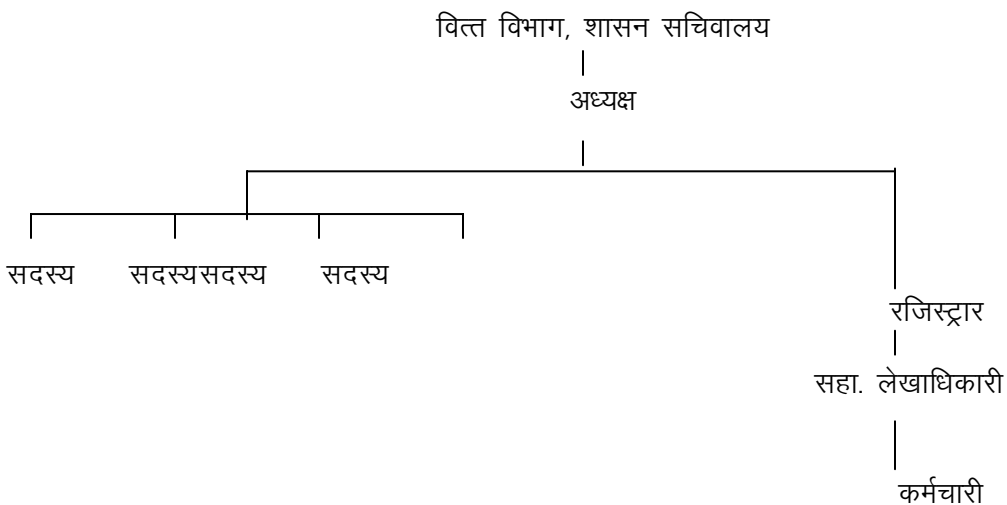 वित्त विभाग, शासन सचिवालय
अध्यक्ष
सदस्य सदस्यसदस्य सदस्य
रजिस्ट्रार
सहा. लेखाधिकारी
कर्मचारी